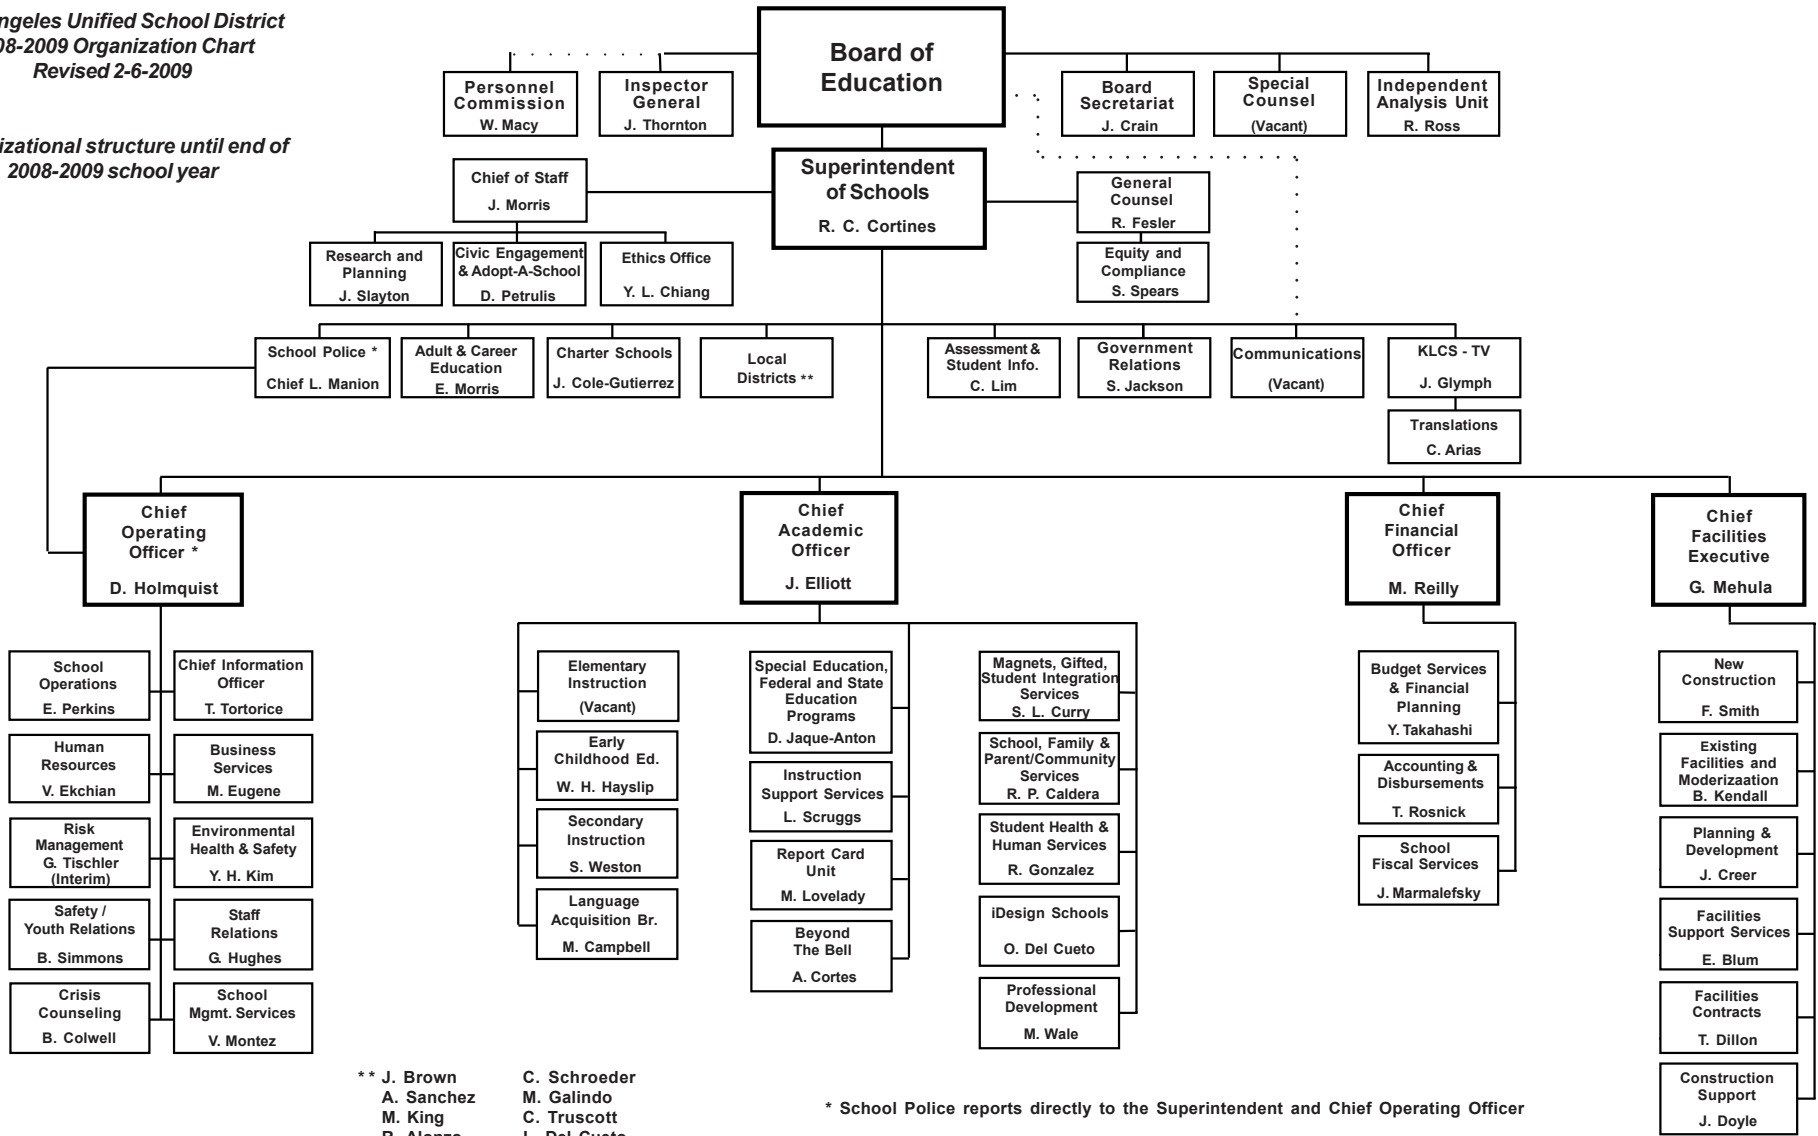 ngeles Unified School District
08-2009 Organization Chart
Revised 2-6-2009
izational structure until end of
2008-2009 school year
Board of
Education
Personnel
Commission
W. Macy
Inspector
General
J. Thornton
Board
Secretariat
J. Crain
Special
Counsel
(Vacant)
Independent
Analysis Unit
R. Ross
Superintendent
of Schools
R. C. Cortines
Chief of Staff
J. Morris
General
Counsel
R. Fesler
Research and
Planning
J. Slayton
Civic Engagement
& Adopt-A-School
D. Petrulis
Ethics Office
Y. L. Chiang
Equity and
Compliance
S. Spears
School Police *
Chief L. Manion
Adult & Career
Education
E. Morris
Charter Schools
J. Cole-Gutierrez
Local
Districts **
Assessment &
Student Info.
C. Lim
Government
Relations
S. Jackson
Communications
(Vacant)
KLCS - TV
J. Glymph
Translations
C. Arias
Chief
Operating
Officer *
D. Holmquist
Chief
Academic
Officer
J. Elliott
Chief
Financial
Officer
M. Reilly
Chief
Facilities
Executive
G. Mehula
School
Operations
E. Perkins
Chief Information
Officer
T. Tortorice
Human
Resources
V. Ekchian
Business
Services
M. Eugene
Risk
Management
G. Tischler
(Interim)
Environmental
Health & Safety
Y. H. Kim
Safety /
Youth Relations
B. Simmons
Staff
Relations
G. Hughes
Crisis
Counseling
B. Colwell
School
Mgmt. Services
V. Montez
Elementary
Instruction
(Vacant)
Early
Childhood Ed.
W. H. Hayslip
Secondary
Instruction
S. Weston
Language
Acquisition Br.
M. Campbell
Special Education,
Federal and State
Education
Programs
D. Jaque-Anton
Instruction
Support Services
L. Scruggs
Report Card
Unit
M. Lovelady
Beyond
The Bell
A. Cortes
Magnets, Gifted,
Student Integration
Services
S. L. Curry
School, Family &
Parent/Community
Services
R. P. Caldera
Student Health &
Human Services
R. Gonzalez
iDesign Schools
O. Del Cueto
Professional
Development
M. Wale
Budget Services
& Financial
Planning
Y. Takahashi
Accounting &
Disbursements
T. Rosnick
School
Fiscal Services
J. Marmalefsky
New
Construction
F. Smith
Existing
Facilities and
Moderizaation
B. Kendall
Planning &
Development
J. Creer
Facilities
Support Services
E. Blum
Facilities
Contracts
T. Dillon
Construction
Support
J. Doyle
** J. Brown C. Schroeder
A. Sanchez M. Galindo
M. King C. Truscott
* School Police reports directly to the Superintendent and Chief Operating Officer